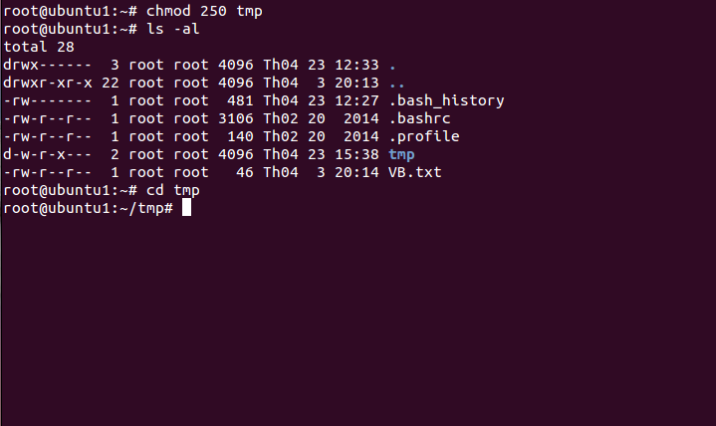 root@ubuntu1:~# chmod 250 tmp
root@ubuntu1:~# ls -al
total 28
drwx------  3 root root 4096 Th04 23 12:33 .
drwxr-xr-x 22 root root 4096 Th04  3 20:13 ..
-rw-------  1 root root  481 Th04 23 12:27 .bash_history
-rw-r--r--  1 root root 3106 Th02 20  2014 .bashrc
-rw-r--r--  1 root root  140 Th02 20  2014 .profile
d-w-r-x---  2 root root 4096 Th04 23 15:38 tmp
-rw-r--r--  1 root root   46 Th04  3 20:14 VB.txt
root@ubuntu1:~# cd tmp
root@ubuntu1:~/tmp#